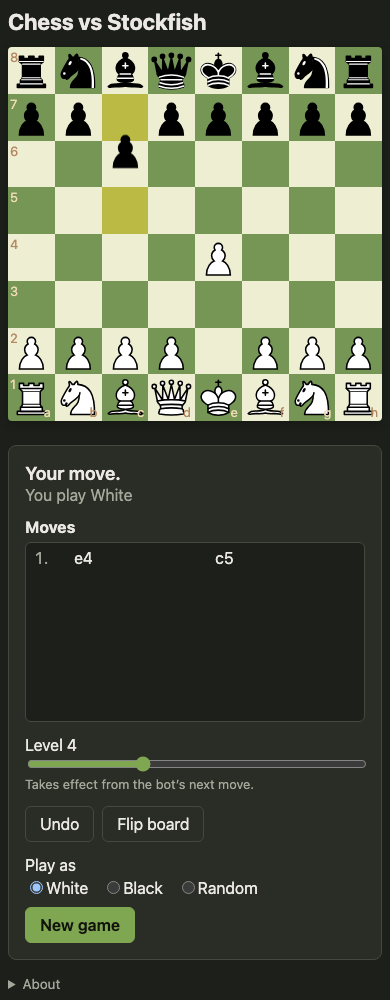 Chess vs Stockfish
8
7
6
5
4
3
2
1 a b c d e f g h
Your move.
You play White
Moves
1. e4 c5
Level 4
Takes effect from the bot's next move.
Undo Flip board
Play as
White Black Random
New game
About